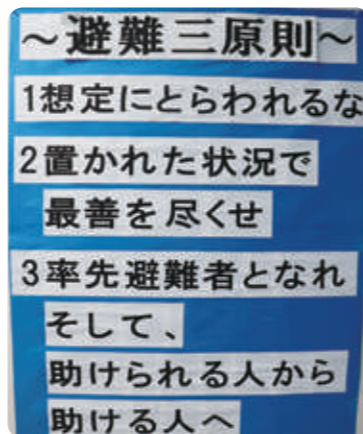 ～避難三原則～
1想定にとらわれるな
2置かれた状況で
最善を尽くせ
3率先避難者となれ
そして、
助けられる人から
助ける人へ